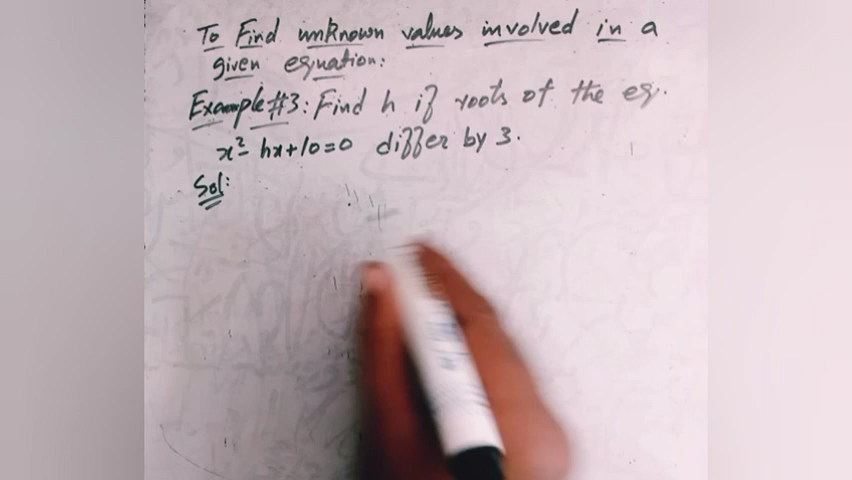 To Find unknown values involved in a
given equation:
Example#3: Find h if roots of the eq.
x²- hx+10=0 differ by 3.
Sol: